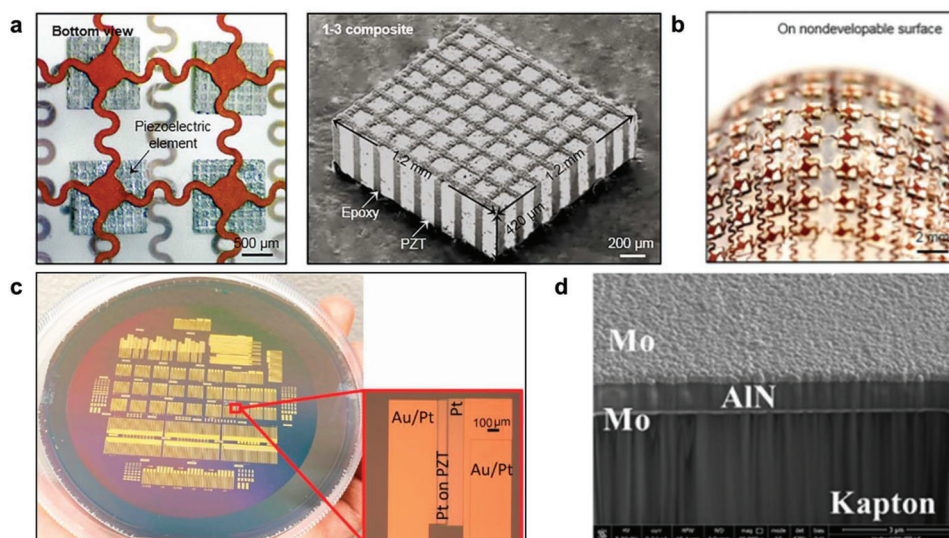 a
Bottom view
Piezoelectric
element
500 µm
1-3 composite
1.2 mm
1.2 mm
420 µm
Epoxy
PZT
200 µm
b
On nondevelopable surface
2 mm
c
Au/Pt
Pt
100µm
Pt on PZT
Au/Pt
d
Mo
AlN
Mo
Kapton
3 µm